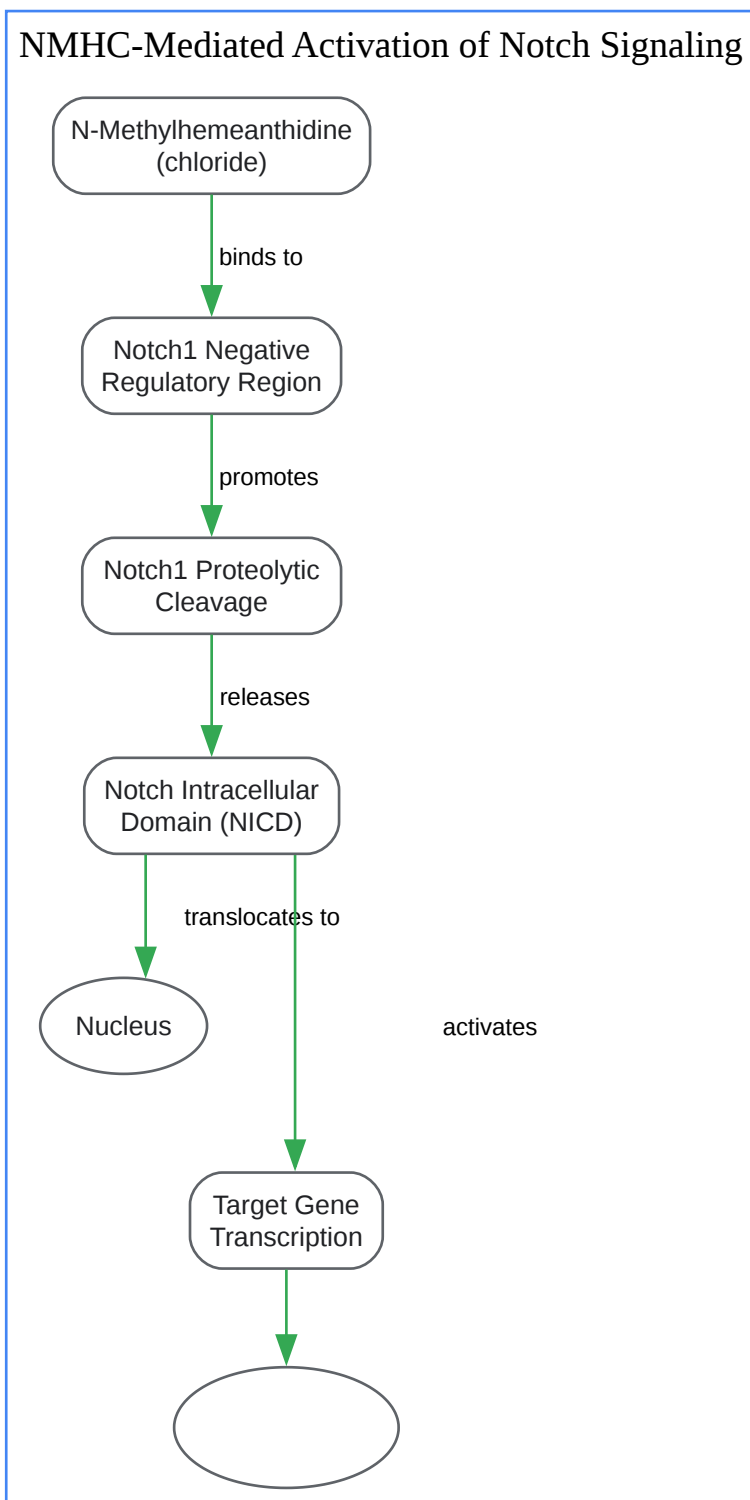 NMHC-Mediated Activation of Notch Signaling
N-Methylhemeanthidine
(chloride)
binds to
Notch1 Negative
Regulatory Region
promotes
Notch1 Proteolytic
Cleavage
releases
Notch Intracellular
Domain (NICD)
translocates to
Nucleus
activates
Target Gene
Transcription